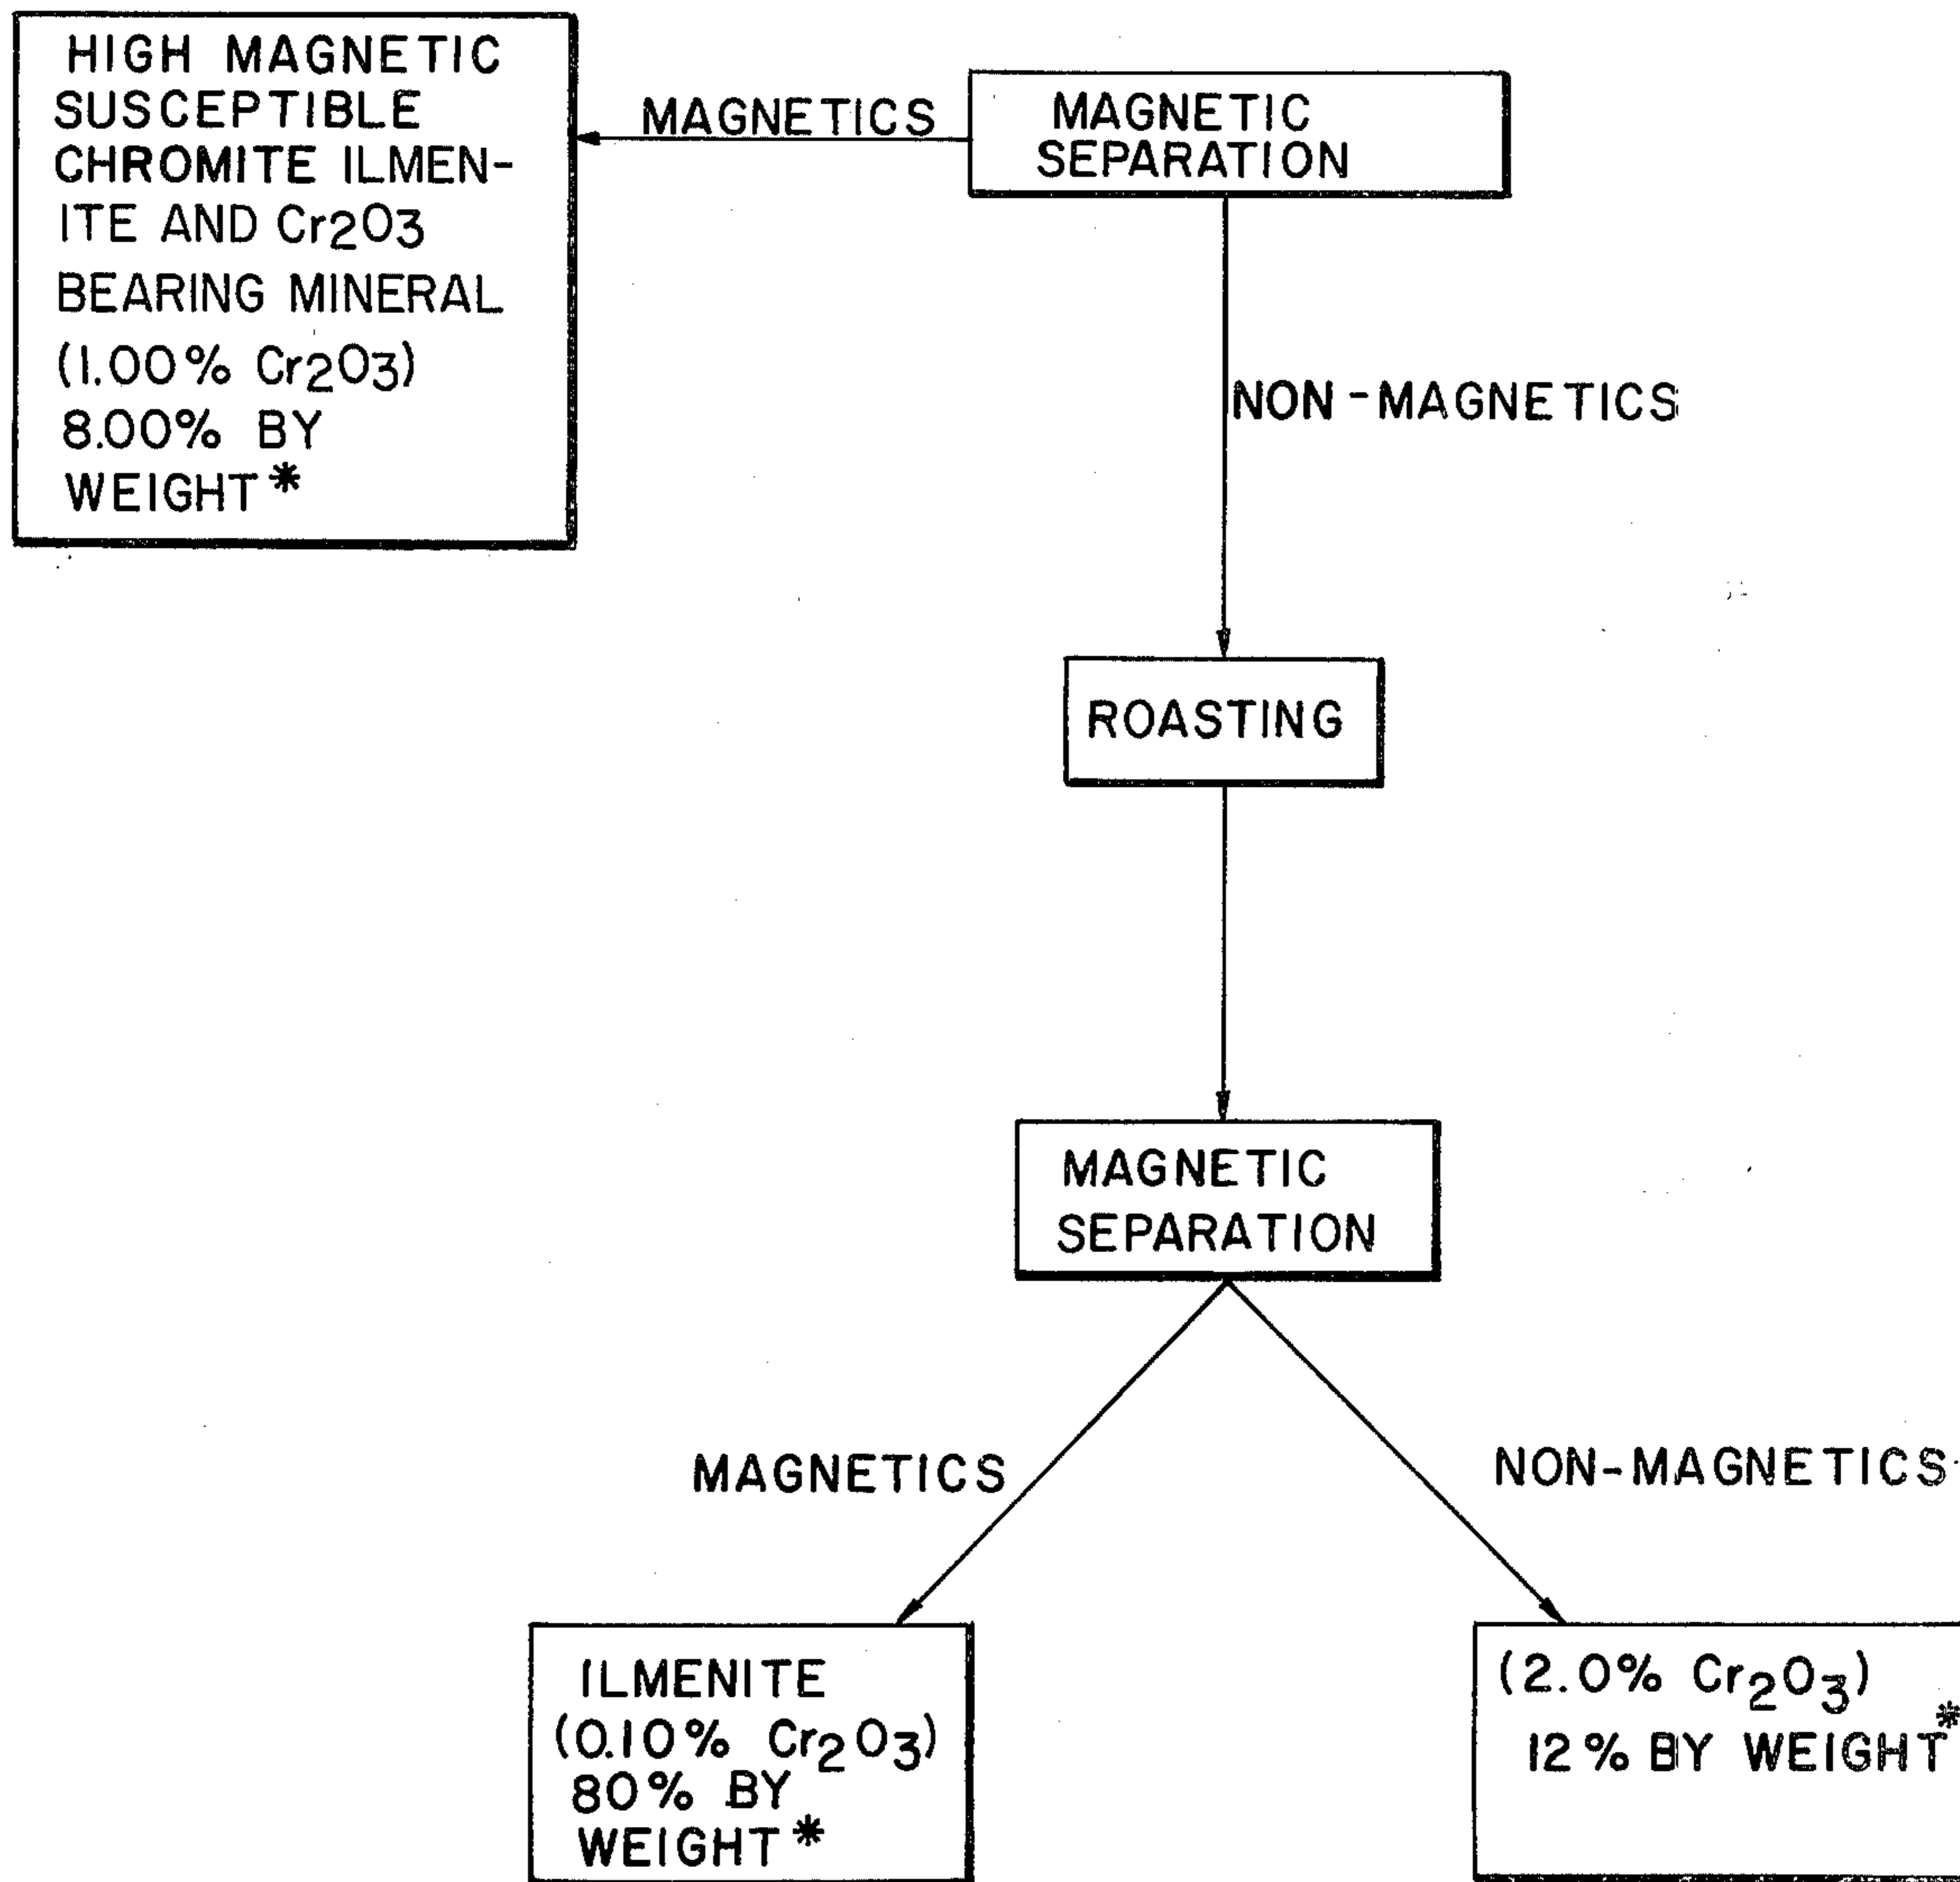 HIGH MAGNETIC
SUSCEPTIBLE
CHROMITE ILMEN-
ITE AND Cr2O3
BEARING MINERAL
(1.00% Cr2O3)
8.00% BY
WEIGHT*
MAGNETICS
MAGNETIC
SEPARATION
NON-MAGNETICS
ROASTING
MAGNETIC
SEPARATION
MAGNETICS
NON-MAGNETICS
ILMENITE
(0.10% Cr2O3)
80% BY
WEIGHT*
(2.0% Cr2O3)
12% BY WEIGHT*